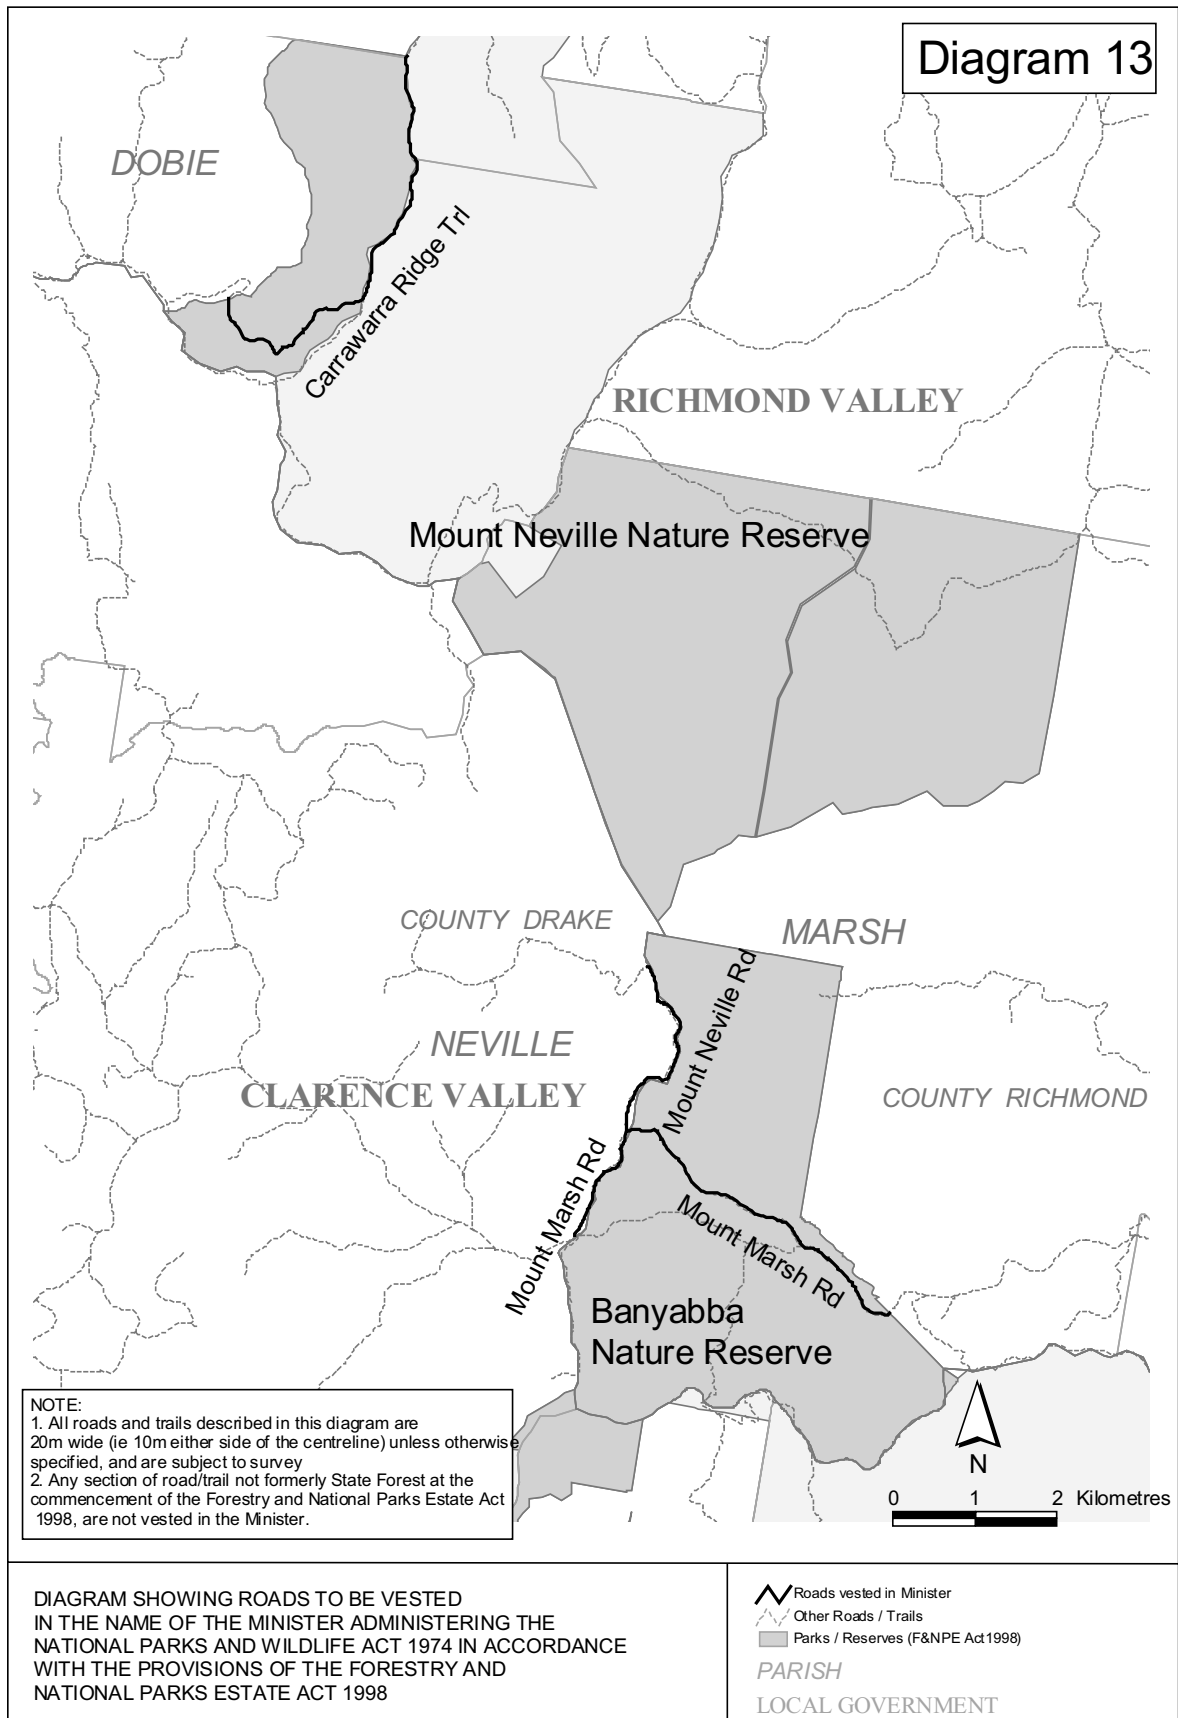 Diagram 13
DOBIE
Carrawarra Ridge Trl
RICHMOND VALLEY
Mount Neville Nature Reserve
COUNTY DRAKE
MARSH
Mount Neville Rd
NEVILLE
CLARENCE VALLEY
COUNTY RICHMOND
Mount Marsh Rd
Mount Marsh Rd
Banyabba
Nature Reserve
NOTE:
1. All roads and trails described in this diagram are
20m wide (ie 10m either side of the centreline) unless otherwise
specified, and are subject to survey
2. Any section of road/trail not formerly State Forest at the
commencement of the Forestry and National Parks Estate Act
1998, are not vested in the Minister.
N
0 1 2 Kilometres
DIAGRAM SHOWING ROADS TO BE VESTED
IN THE NAME OF THE MINISTER ADMINISTERING THE
NATIONAL PARKS AND WILDLIFE ACT 1974 IN ACCORDANCE
WITH THE PROVISIONS OF THE FORESTRY AND
NATIONAL PARKS ESTATE ACT 1998
Roads vested in Minister
Other Roads / Trails
Parks / Reserves (F&NPE Act1998)
PARISH
LOCAL GOVERNMENT